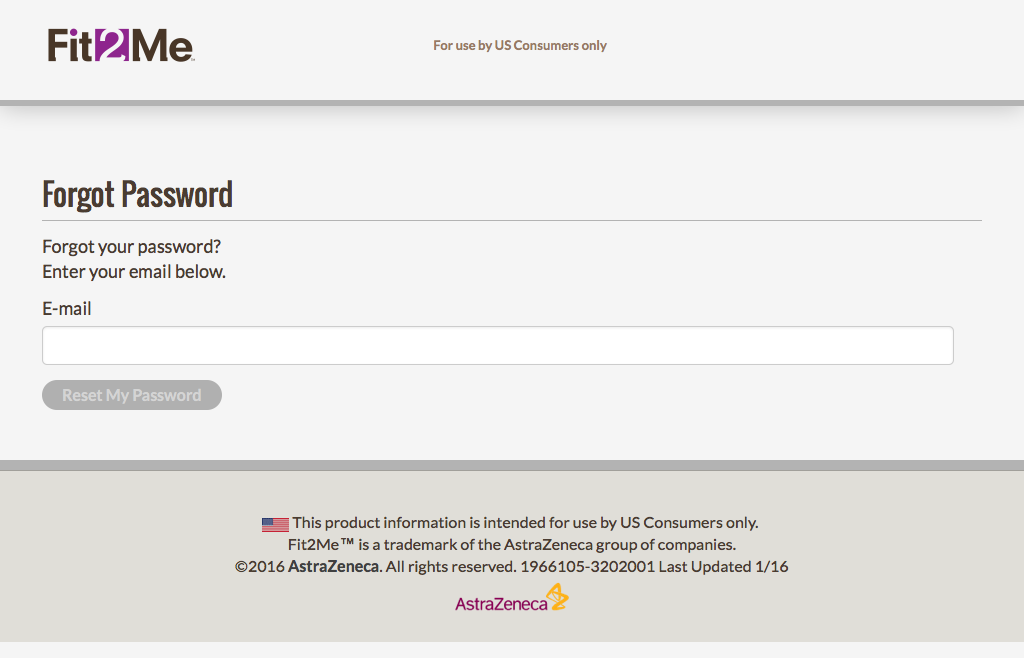 Fit2Me™
For use by US Consumers only
Forgot Password
Forgot your password?
Enter your email below.
E-mail
Reset My Password
This product information is intended for use by US Consumers only.
Fit2Me™ is a trademark of the AstraZeneca group of companies.
©2016 AstraZeneca. All rights reserved. 1966105-3202001 Last Updated 1/16
AstraZeneca